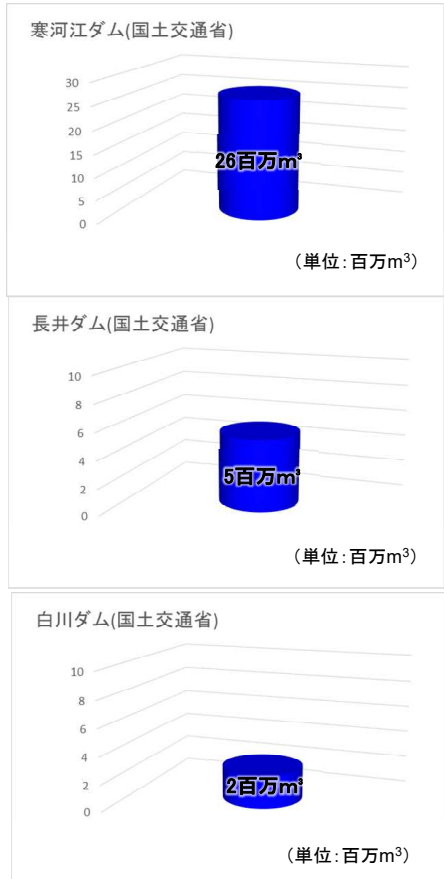 寒河江ダム(国土交通省)
30
25
20
15
10
5
0
26百万m³
（単位：百万m³）
長井ダム(国土交通省)
10
8
6
4
2
0
5百万m³
（単位：百万m³）
白川ダム(国土交通省)
10
8
6
4
2
0
2百万m³
（単位：百万m³）